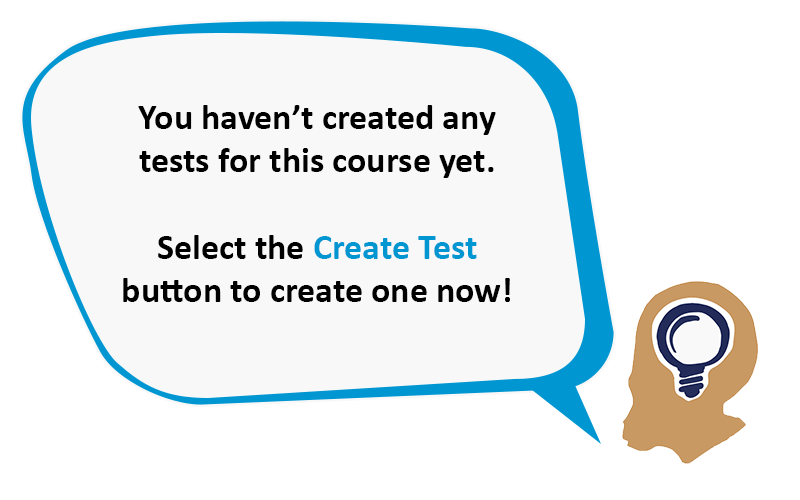 You haven’t created any
tests for this course yet.
Select the Create Test
button to create one now!